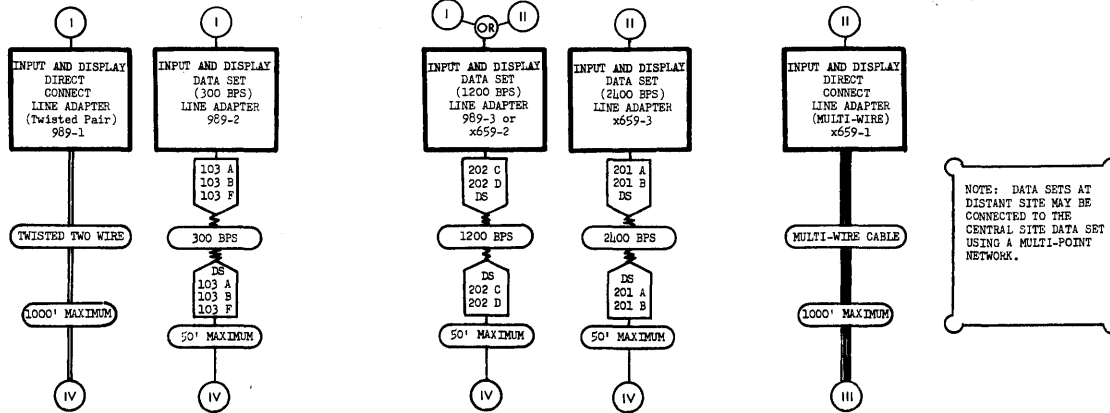 I
INPUT AND DISPLAY
DIRECT
CONNECT
LINE ADAPTER
(Twisted Pair)
989-1
TWISTED TWO WIRE
1000' MAXIMUM
IV
I
INPUT AND DISPLAY
DATA SET
(300 BPS)
LINE ADAPTER
989-2
103 A
103 B
103 F
300 BPS
DS
103 A
103 B
103 F
50' MAXIMUM
IV
I OR II
INPUT AND DISPLAY
DATA SET
(1200 BPS)
LINE ADAPTER
989-3 or
x659-2
202 C
202 D
DS
1200 BPS
DS
202 C
202 D
50' MAXIMUM
IV
II
INPUT AND DISPLAY
DATA SET
(2400 BPS)
LINE ADAPTER
x659-3
201 A
201 B
DS
2400 BPS
DS
201 A
201 B
50' MAXIMUM
IV
II
INPUT AND DISPLAY
DIRECT
CONNECT
LINE ADAPTER
(MULTI-WIRE)
x659-1
MULTI-WIRE CABLE
1000' MAXIMUM
III
NOTE: DATA SETS AT
DISTANT SITE MAY BE
CONNECTED TO THE
CENTRAL SITE DATA SET
USING A MULTI-POINT
NETWORK.